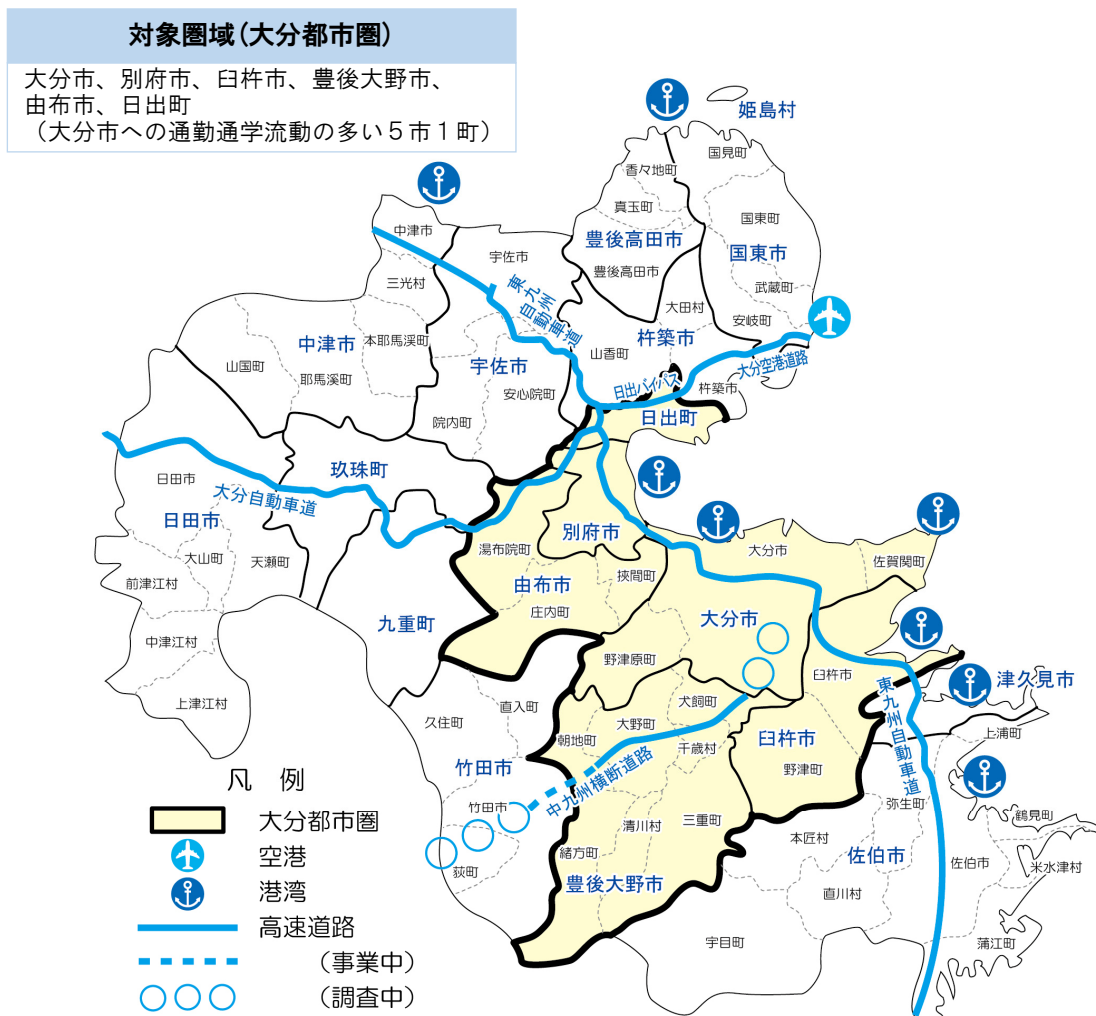 対象圏域(大分都市圏)
大分市、別府市、臼杵市、豊後大野市、
由布市、日出町
（大分市への通勤通学流動の多い５市１町）
姫島村
国見町
香々地町
真玉町
国東町
豊後高田市
国東市
中津市
宇佐市
豊後高田市
武蔵町
三光村
東九州
自動車道
大田村
安岐町
杵築市
本耶馬渓町
中津市
山国町
耶馬溪町
宇佐市
山香町
大分空港道路
日出バイパス
杵築市
安心院町
院内町
日出町
玖珠町
日田市
大分自動車道
日田市
別府市
大分市
湯布院町
佐賀関町
大山町
天瀬町
挾間町
前津江村
由布市
庄内町
大分市
九重町
中津江村
野津原町
臼杵市
津久見市
上津江村
直入町
犬飼町
久住町
大野町
東九州自動車道
上浦町
朝地町
千歳村
臼杵市
竹田市
中九州横断道路
野津町
竹田市
弥生町
清川村
三重町
鶴見町
本匠村
緒方町
佐伯市
佐伯市
米水津村
荻町
豊後大野市
直川村
宇目町
蒲江町
凡　例
大分都市圏
空港
港湾
高速道路
（事業中）
（調査中）